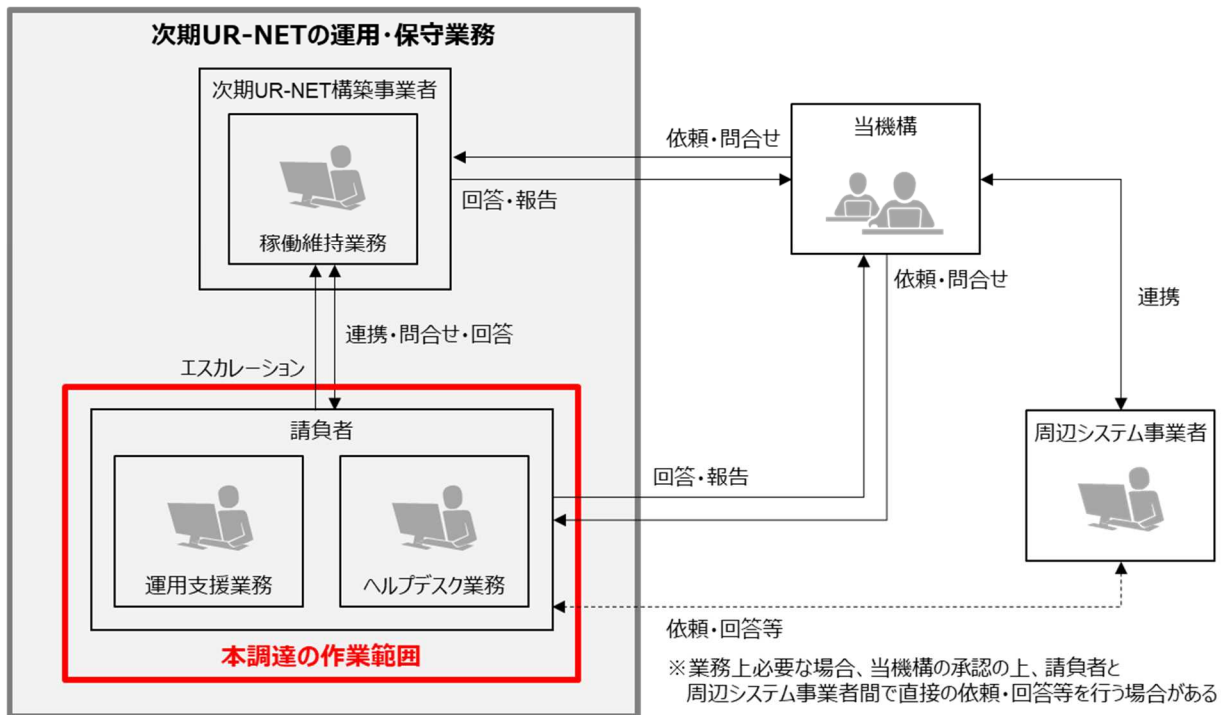 次期UR-NETの運用・保守業務
次期UR-NET構築事業者
稼働維持業務
依頼・問合せ
回答・報告
当機構
依頼・問合せ
連携
連携・問合せ・回答
エスカレーション
請負者
運用支援業務
ヘルプデスク業務
本調達の作業範囲
回答・報告
周辺システム事業者
依頼・回答等
※業務上必要な場合、当機構の承認の上、請負者と
周辺システム事業者間で直接の依頼・回答等を行う場合がある